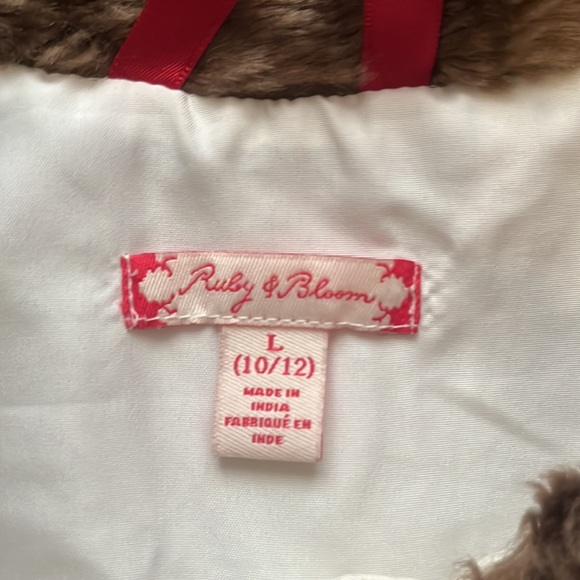 Ruby & Bloom
L
(10/12)
MADE IN
INDIA
FABRIQUÉ EN
INDE